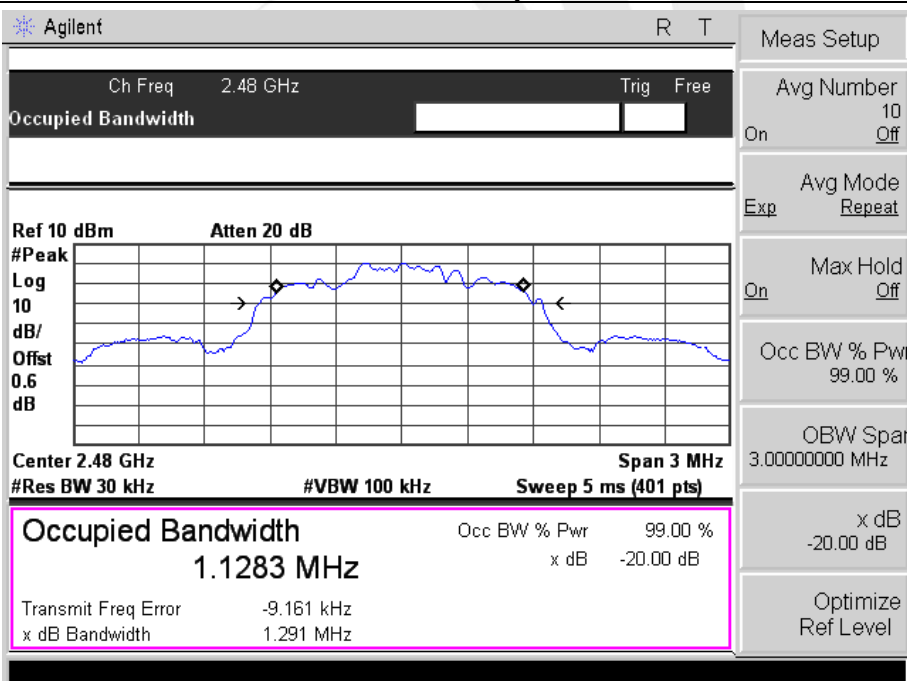 Agilent R T
Meas Setup
Ch Freq 2.48 GHz Trig Free
Occupied Bandwidth
Avg Number
10
On Off
Avg Mode
Exp Repeat
Ref 10 dBm Atten 20 dB
#Peak
Log
10
dB/
Offst
0.6
dB
Max Hold
On Off
Occ BW % Pwr
99.00 %
Center 2.48 GHz Span 3 MHz
#Res BW 30 kHz #VBW 100 kHz Sweep 5 ms (401 pts)
OBW Span
3.00000000 MHz
Occupied Bandwidth Occ BW % Pwr 99.00 %
1.1283 MHz x dB -20.00 dB
Transmit Freq Error -9.161 kHz
x dB Bandwidth 1.291 MHz
x dB
-20.00 dB
Optimize
Ref Level